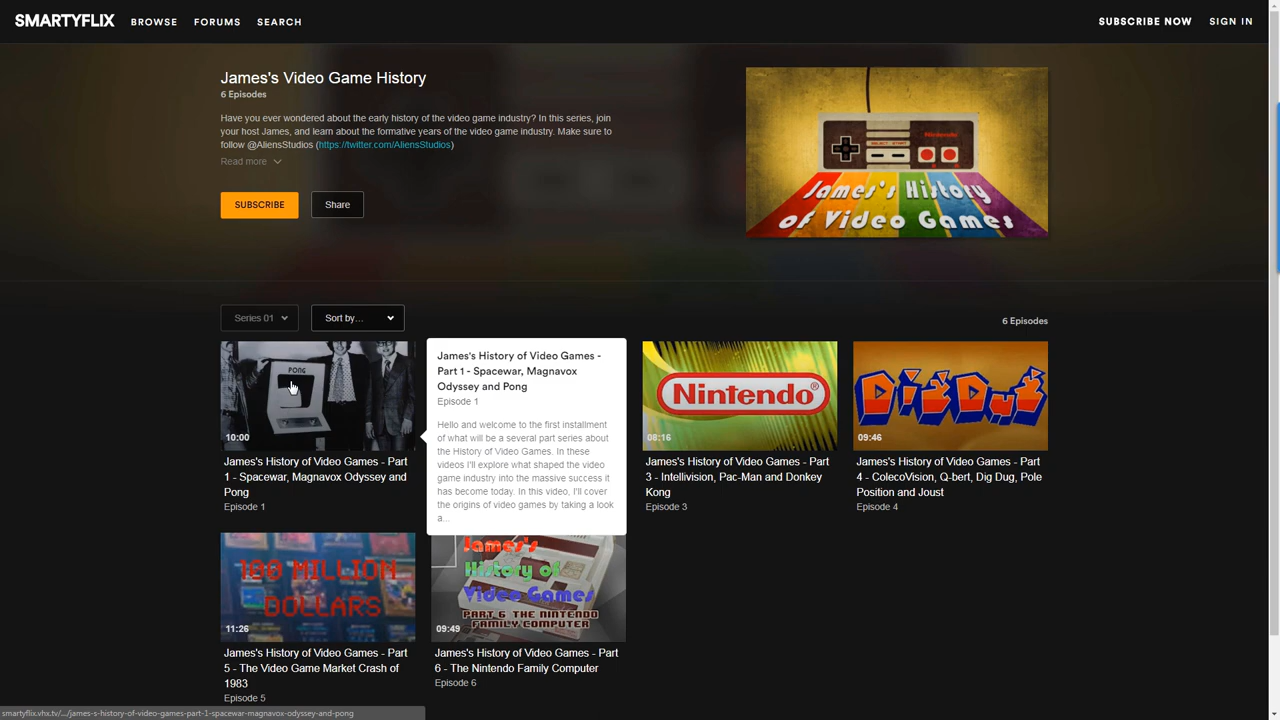 SMARTYFLIX BROWSE FORUMS SEARCH SUBSCRIBE NOW SIGN IN
James's Video Game History
6 Episodes
Have you ever wondered about the early history of the video game industry? In this series, join
your host James, and learn about the formative years of the video game industry. Make sure to
follow @AliensStudios (https://twitter.com/AliensStudios)
Read more
SUBSCRIBE Share
SELECT START
Nintendo
James's History
of Video Games
Series 01 Sort by... 6 Episodes
PONG
10:00
James's History of Video Games - Part
1 - Spacewar, Magnavox Odyssey and
Pong
Episode 1
James's History of Video Games -
Part 1 - Spacewar, Magnavox
Odyssey and Pong
Episode 1
Hello and welcome to the first installment
of what will be a several part series about
the History of Video Games. In these
videos I'll explore what shaped the video
game industry into the massive success it
has become today. In this video, I'll cover
the origins of video games by taking a look
a...
Nintendo
08:16
James's History of Video Games - Part
3 - Intellivision, Pac-Man and Donkey
Kong
Episode 3
Dig Dug
09:46
James's History of Video Games - Part
4 - ColecoVision, Q-bert, Dig Dug, Pole
Position and Joust
Episode 4
100 MILLION
DOLLARS
11:26
James's History of Video Games - Part
5 - The Video Game Market Crash of
1983
Episode 5
James's
History of
Video Games
PART 6 THE NINTENDO
FAMILY COMPUTER
09:49
James's History of Video Games - Part
6 - The Nintendo Family Computer
Episode 6
smartyflix.vhx.tv/.../james-s-history-of-video-games-part-1-spacewar-magnavox-odyssey-and-pong